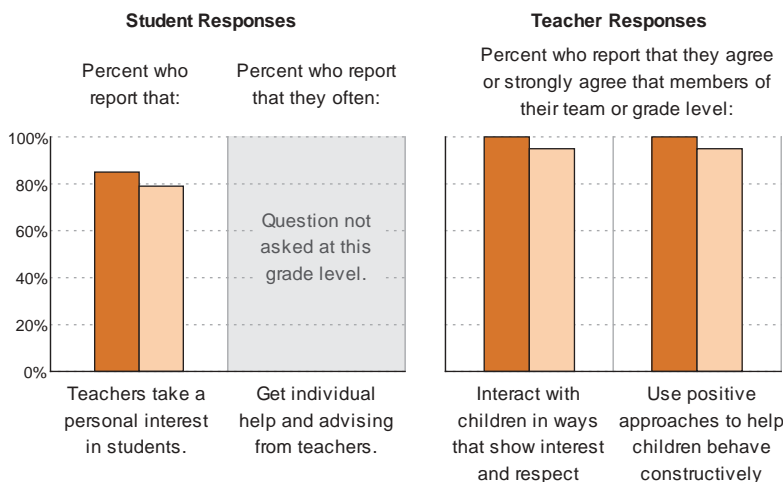 Student Responses
Percent who
report that:
Percent who report
that they often:
100%
80%
60%
40%
20%
0%
Question not
asked at this
grade level.
Teachers take a
personal interest
in students.
Get individual
help and advising
from teachers.
Teacher Responses
Percent who report that they agree
or strongly agree that members of
their team or grade level:
Interact with
children in ways
that show interest
and respect
Use positive
approaches to help
children behave
constructively